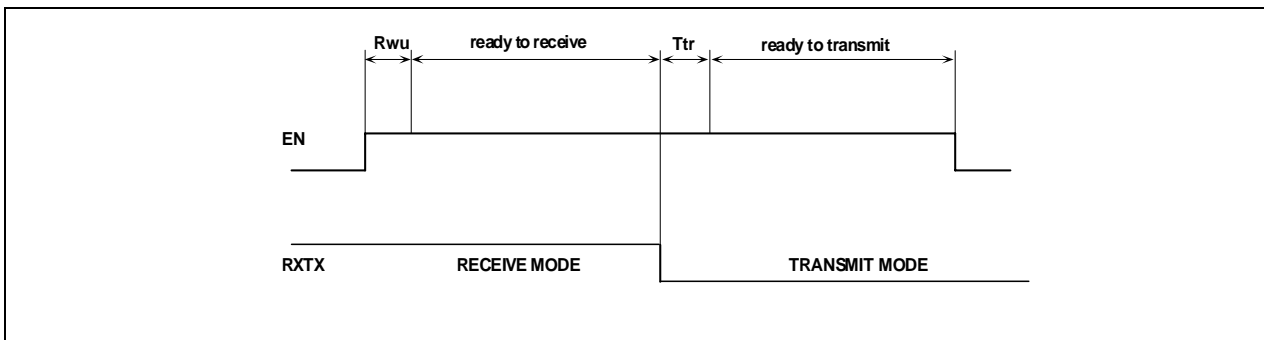 Rwu ready to receive Ttr ready to transmit
EN
RXTX RECEIVE MODE TRANSMIT MODE